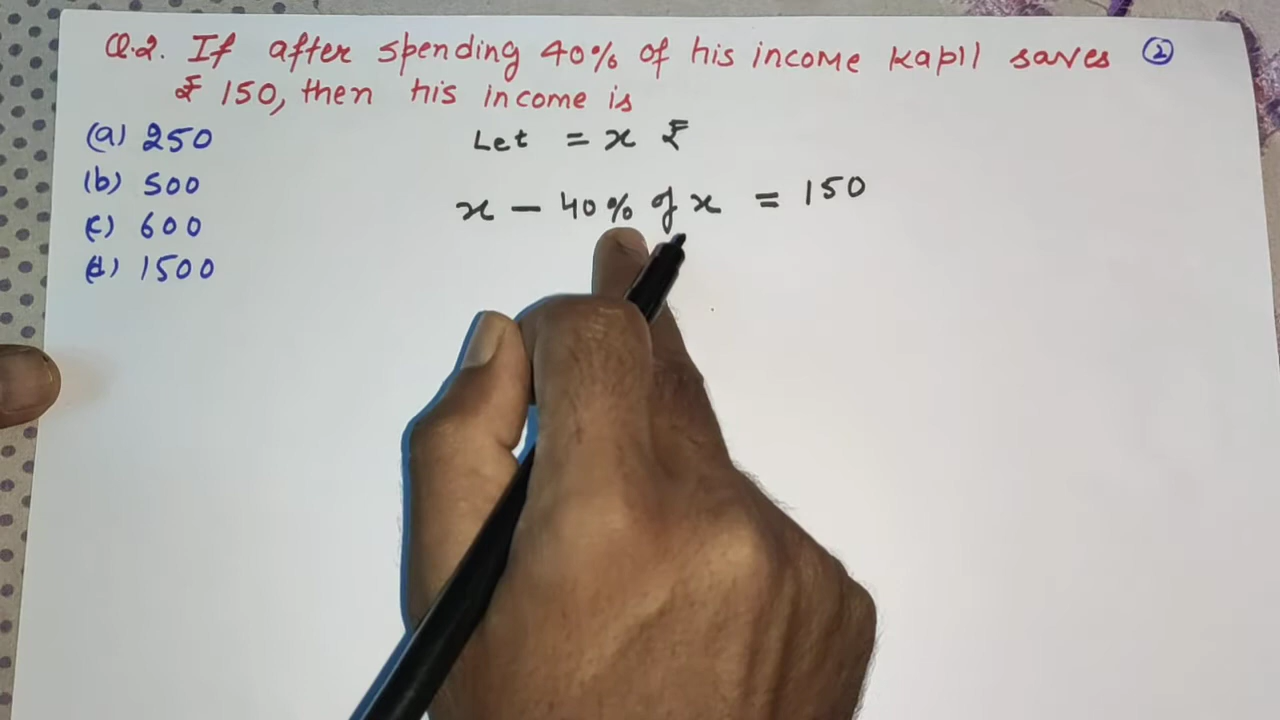 Q.2. If after spending 40% of his income Kapil saves ②
₹ 150, then his income is
(a) 250
(b) 500
(c) 600
(d) 1500
Let = x ₹
x - 40% of x = 150